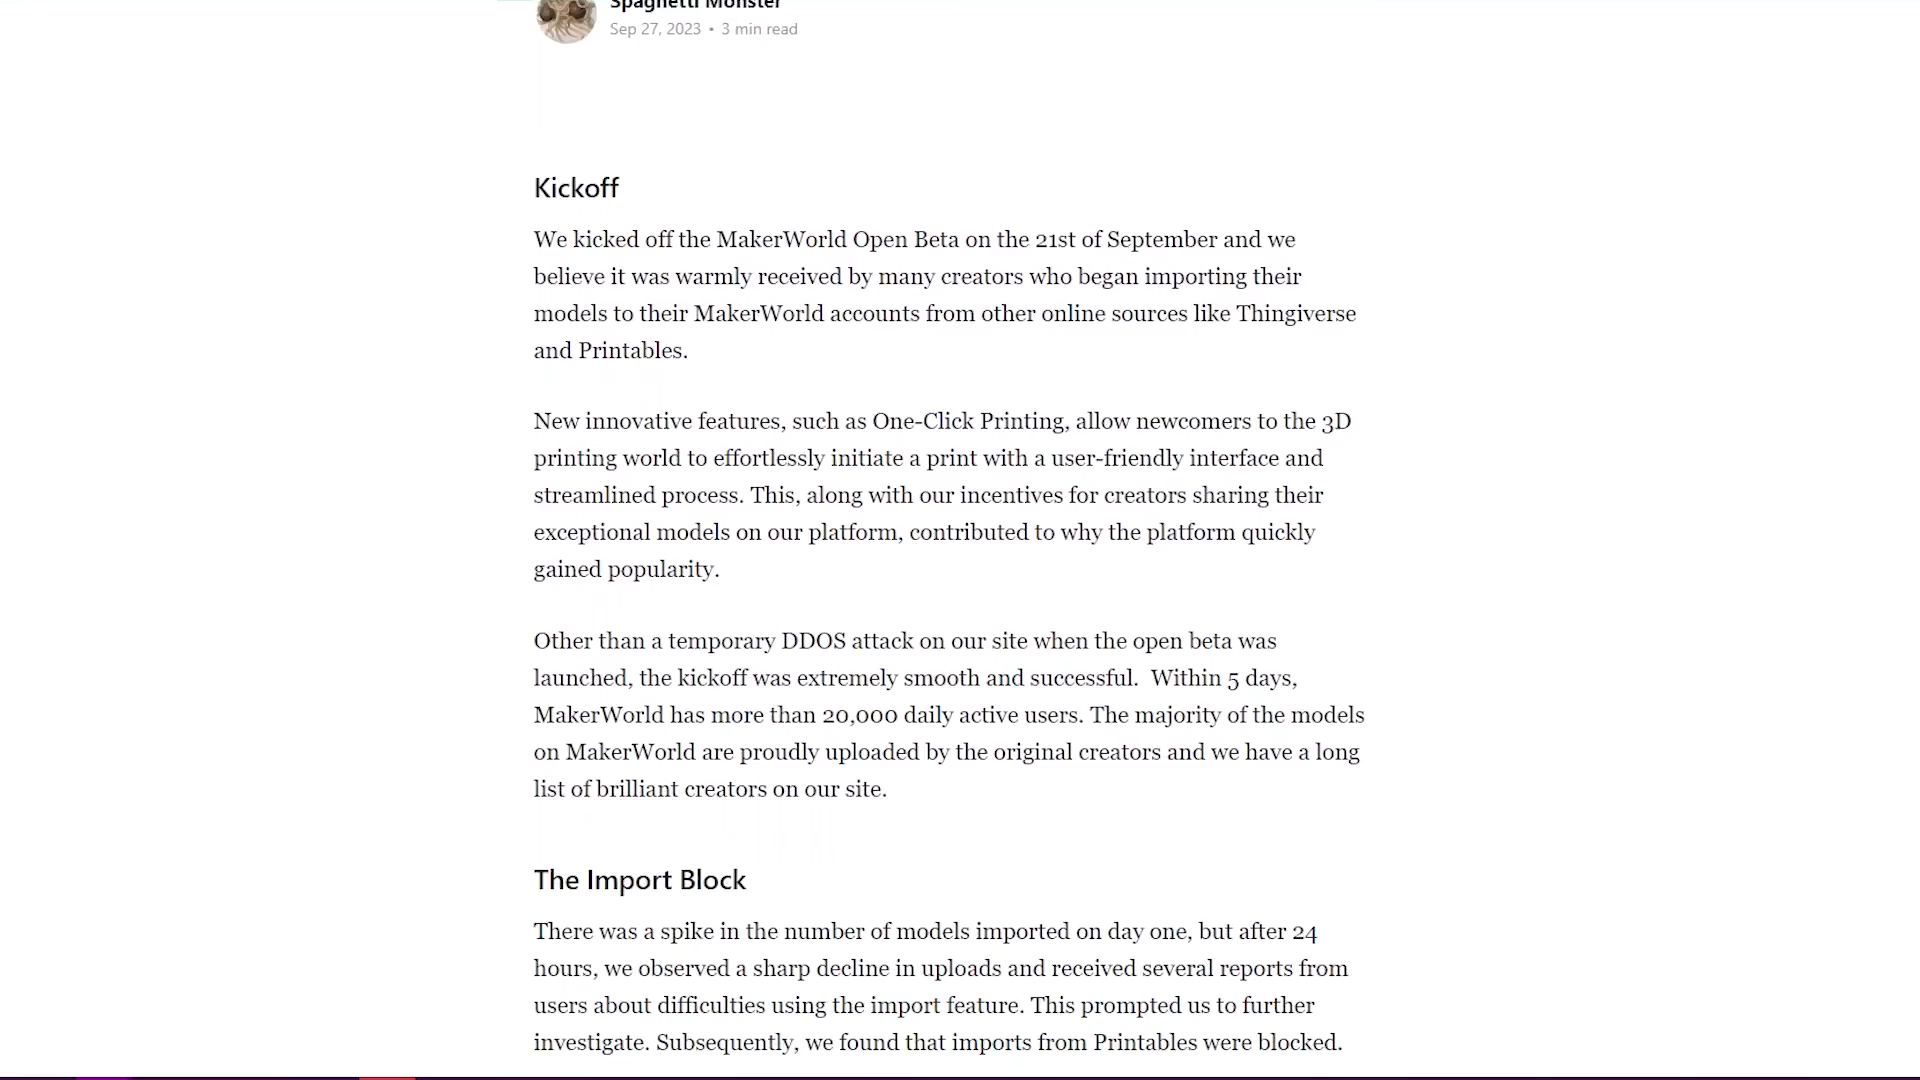 Spaghetti Monster
Sep 27, 2023 • 3 min read
Kickoff
We kicked off the MakerWorld Open Beta on the 21st of September and we
believe it was warmly received by many creators who began importing their
models to their MakerWorld accounts from other online sources like Thingiverse
and Printables.
New innovative features, such as One-Click Printing, allow newcomers to the 3D
printing world to effortlessly initiate a print with a user-friendly interface and
streamlined process. This, along with our incentives for creators sharing their
exceptional models on our platform, contributed to why the platform quickly
gained popularity.
Other than a temporary DDOS attack on our site when the open beta was
launched, the kickoff was extremely smooth and successful.  Within 5 days,
MakerWorld has more than 20,000 daily active users. The majority of the models
on MakerWorld are proudly uploaded by the original creators and we have a long
list of brilliant creators on our site.
The Import Block
There was a spike in the number of models imported on day one, but after 24
hours, we observed a sharp decline in uploads and received several reports from
users about difficulties using the import feature. This prompted us to further
investigate. Subsequently, we found that imports from Printables were blocked.